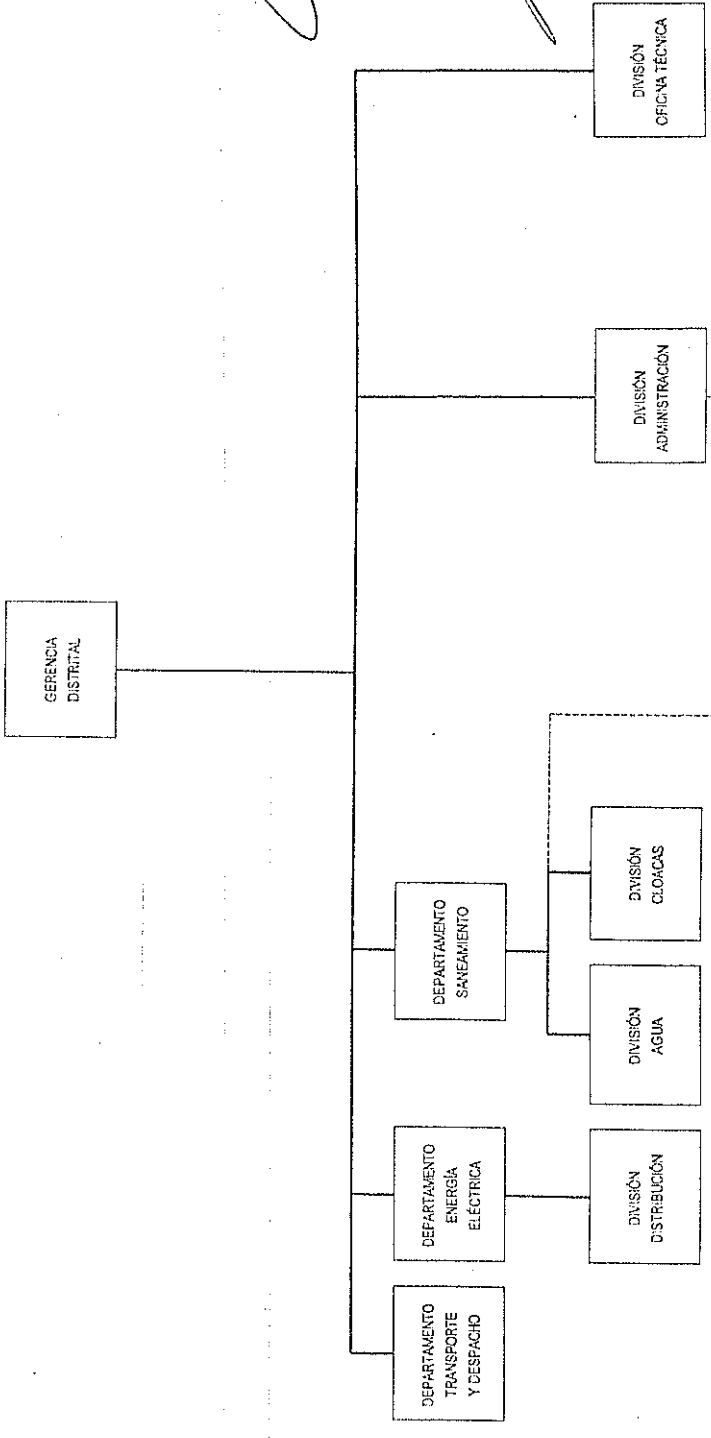 GERENCIA
DISTRITAL
DEPARTAMENTO
TRANSPORTE
Y DESPACHO
DEPARTAMENTO
ENERGÍA
ELÉCTRICA
DEPARTAMENTO
SANEAMIENTO
DIVISIÓN
DISTRIBUCIÓN
DIVISIÓN
AGUA
DIVISIÓN
CLOACAS
DIVISIÓN
ADMINISTRACIÓN
DIVISIÓN
OFICINA TÉCNICA